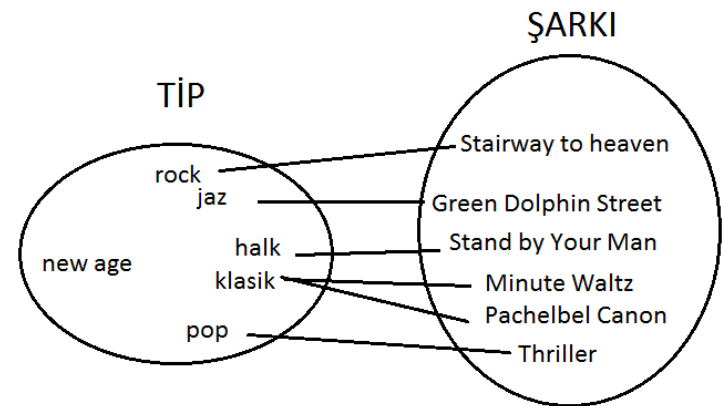 TİP
rock
jaz
halk
new age
klasik
pop
ŞARKI
Stairway to heaven
Green Dolphin Street
Stand by Your Man
Minute Waltz
Pachelbel Canon
Thriller